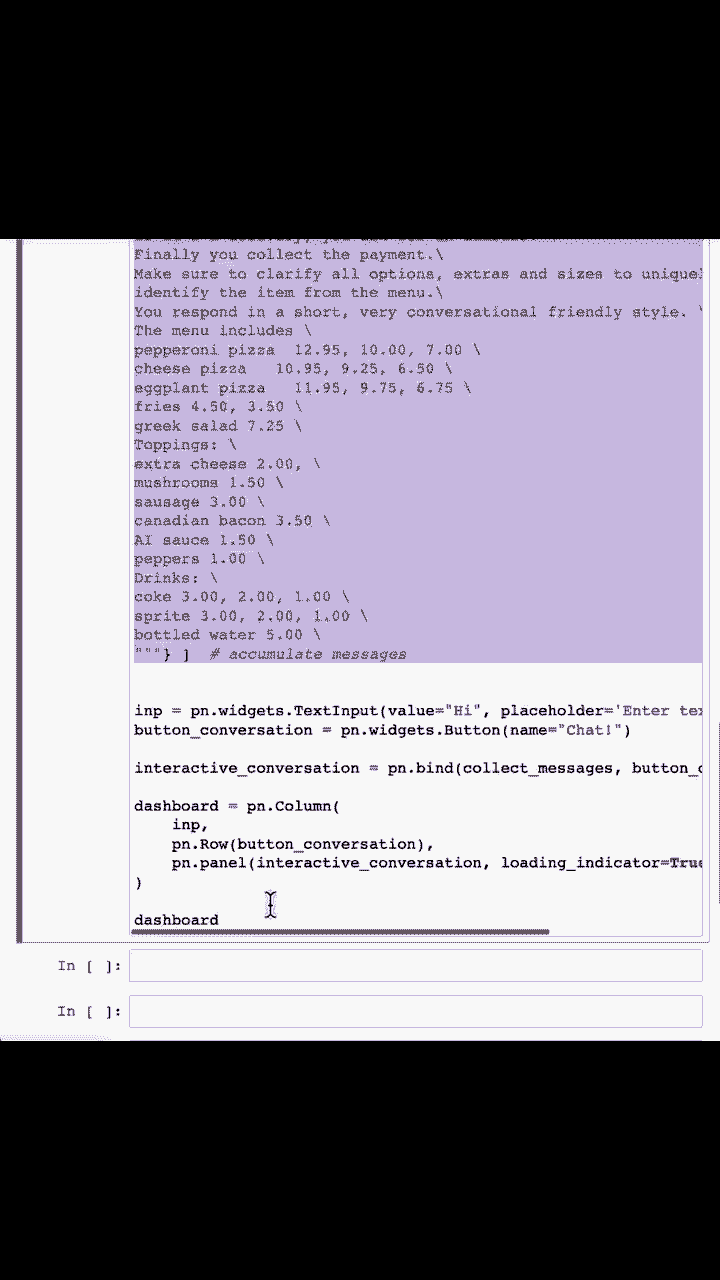 Finally you collect the payment.\
Make sure to clarify all options, extras and sizes to uniquel
identify the item from the menu.\
You respond in a short, very conversational friendly style. \
The menu includes \
pepperoni pizza  12.95, 10.00, 7.00 \
cheese pizza   10.95, 9.25, 6.50 \
eggplant pizza   11.95, 9.75, 6.75 \
fries 4.50, 3.50 \
greek salad 7.25 \
Toppings: \
extra cheese 2.00, \
mushrooms 1.50 \
sausage 3.00 \
canadian bacon 3.50 \
AI sauce 1.50 \
peppers 1.00 \
Drinks: \
coke 3.00, 2.00, 1.00 \
sprite 3.00, 2.00, 1.00 \
bottled water 5.00 \
"""} ]  # accumulate messages
inp = pn.widgets.TextInput(value="Hi", placeholder='Enter tex
button_conversation = pn.widgets.Button(name="Chat!")
interactive_conversation = pn.bind(collect_messages, button_c
dashboard = pn.Column(
inp,
pn.Row(button_conversation),
pn.panel(interactive_conversation, loading_indicator=True
)
dashboard
In [ ]:
In [ ]: